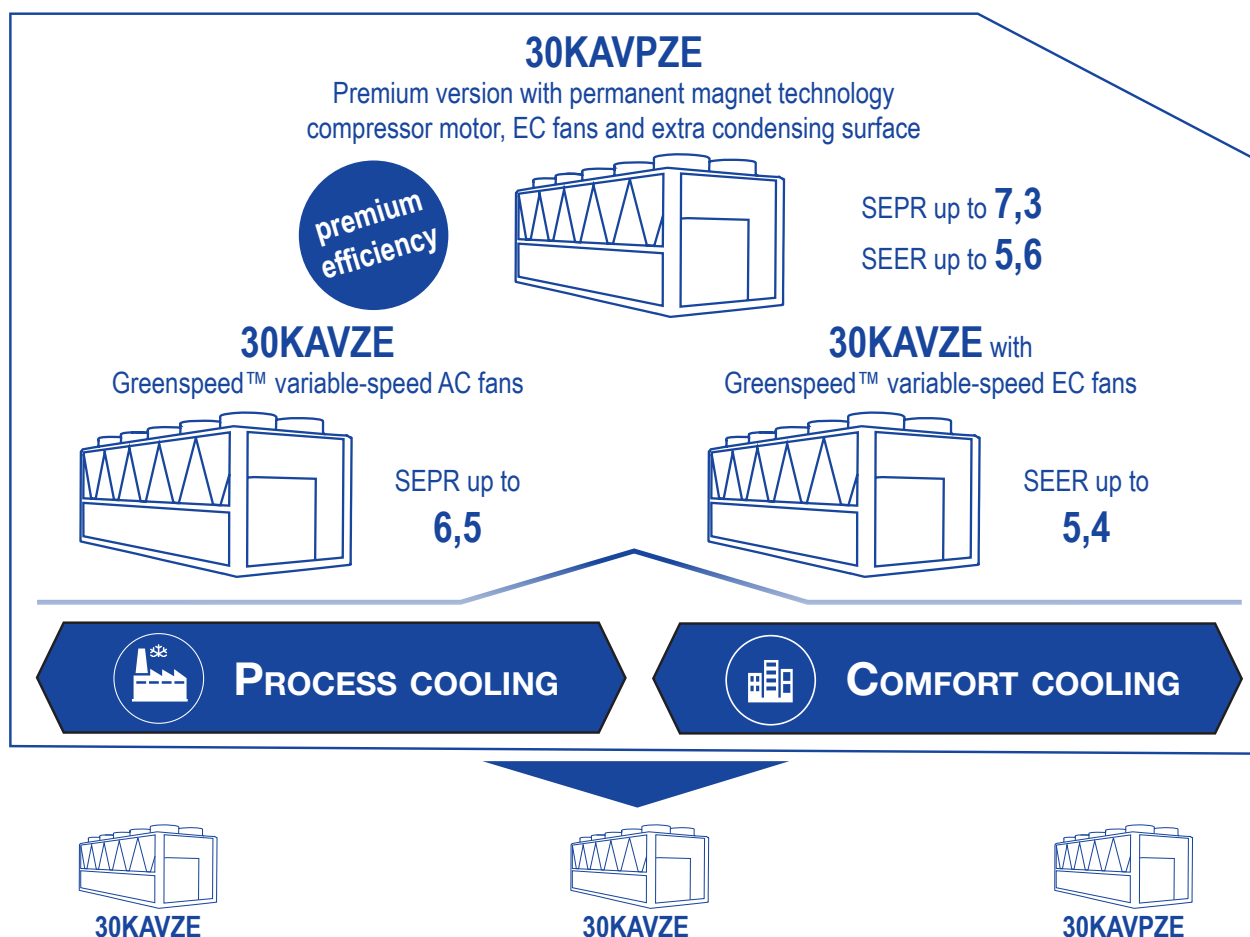 30KAVPZE
Premium version with permanent magnet technology
compressor motor, EC fans and extra condensing surface
premium
efficiency
SEPR up to 7,3
SEER up to 5,6
30KAVZE
Greenspeed™ variable-speed AC fans
SEPR up to
6,5
30KAVZE with
Greenspeed™ variable-speed EC fans
SEER up to
5,4
PROCESS COOLING
COMFORT COOLING
30KAVZE
30KAVZE
30KAVPZE